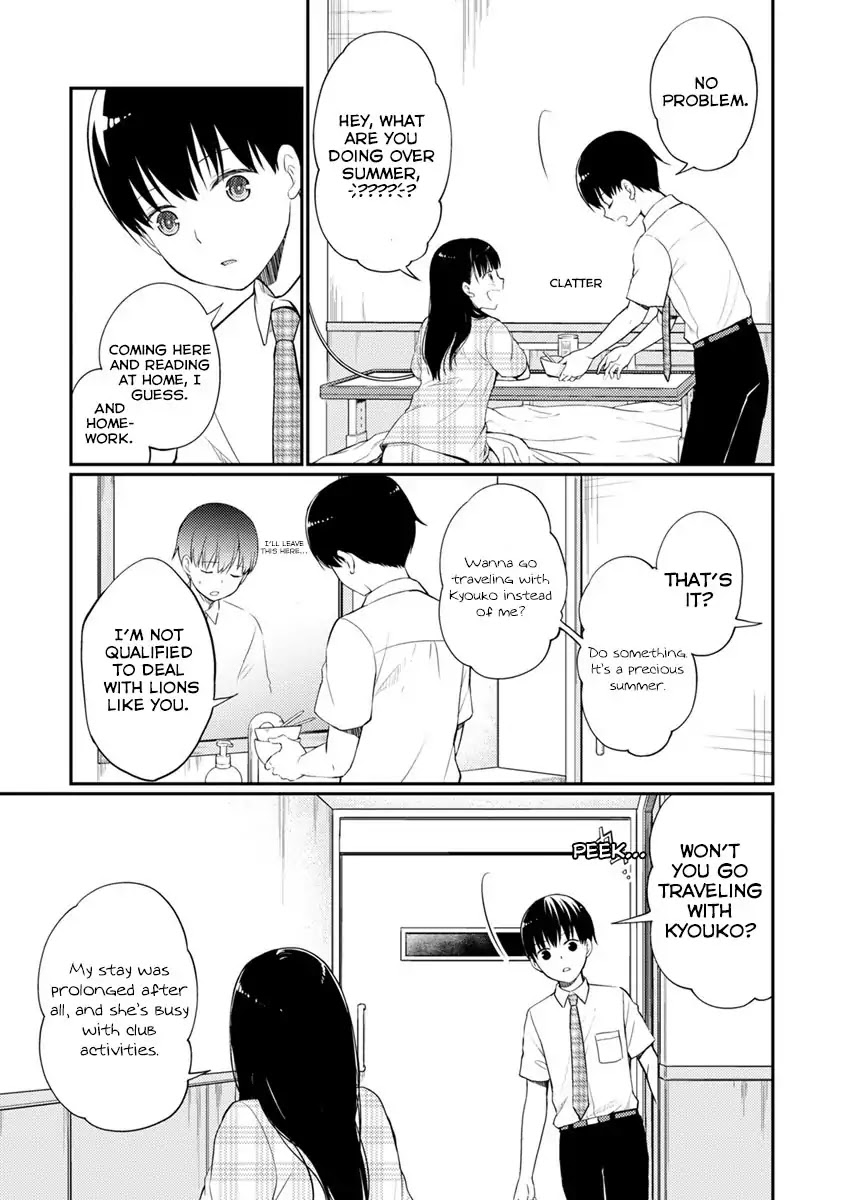 NO
PROBLEM.
HEY, WHAT
ARE YOU
DOING OVER
SUMMER,
????'?
CLATTER
COMING HERE
AND READING
AT HOME, I
GUESS.
AND
HOME-
WORK.
THAT'S
IT?
Do something.
It's a precious
summer.
Wanna go
traveling with
Kyouko instead
of me?
I'LL LEAVE
THIS HERE...
I'M NOT
QUALIFIED
TO DEAL
WITH LIONS
LIKE YOU.
PEEK...
WON'T
YOU GO
TRAVELING
WITH
KYOUKO?
My stay was
prolonged after
all, and she's busy
with club
activities.